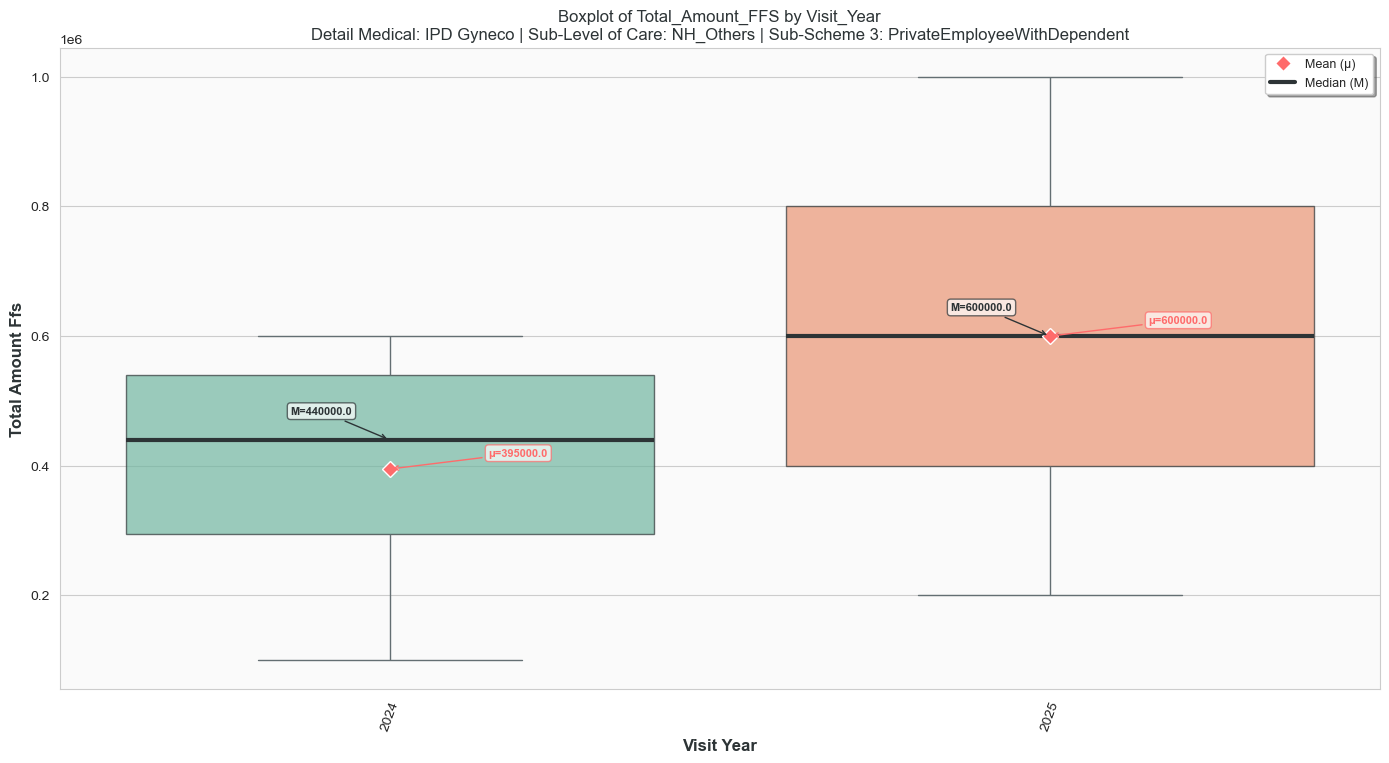 Boxplot of Total_Amount_FFS by Visit_Year
Detail Medical: IPD Gyneco | Sub-Level of Care: NH_Others | Sub-Scheme 3: PrivateEmployeeWithDependent
1e6
Mean (μ)
Median (M)
1.0
0.8
0.6
0.4
0.2
Total Amount Ffs
M=440000.0
μ=395000.0
M=600000.0
μ=600000.0
2024
2025
Visit Year